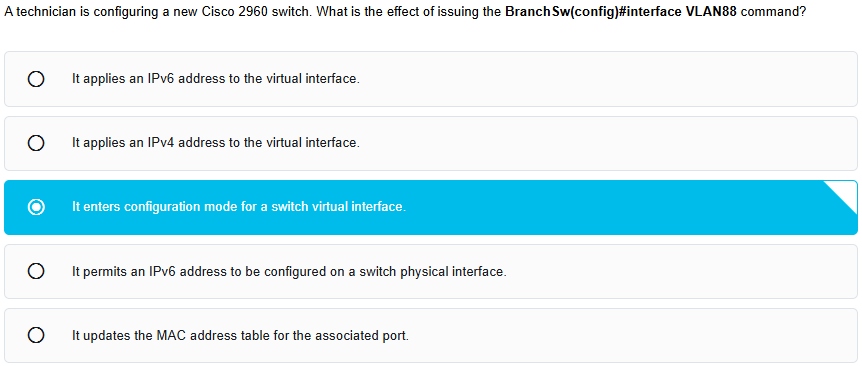 A technician is configuring a new Cisco 2960 switch. What is the effect of issuing the BranchSw(config)#interface VLAN88 command?
It applies an IPv6 address to the virtual interface.
It applies an IPv4 address to the virtual interface.
It enters configuration mode for a switch virtual interface.
It permits an IPv6 address to be configured on a switch physical interface.
It updates the MAC address table for the associated port.